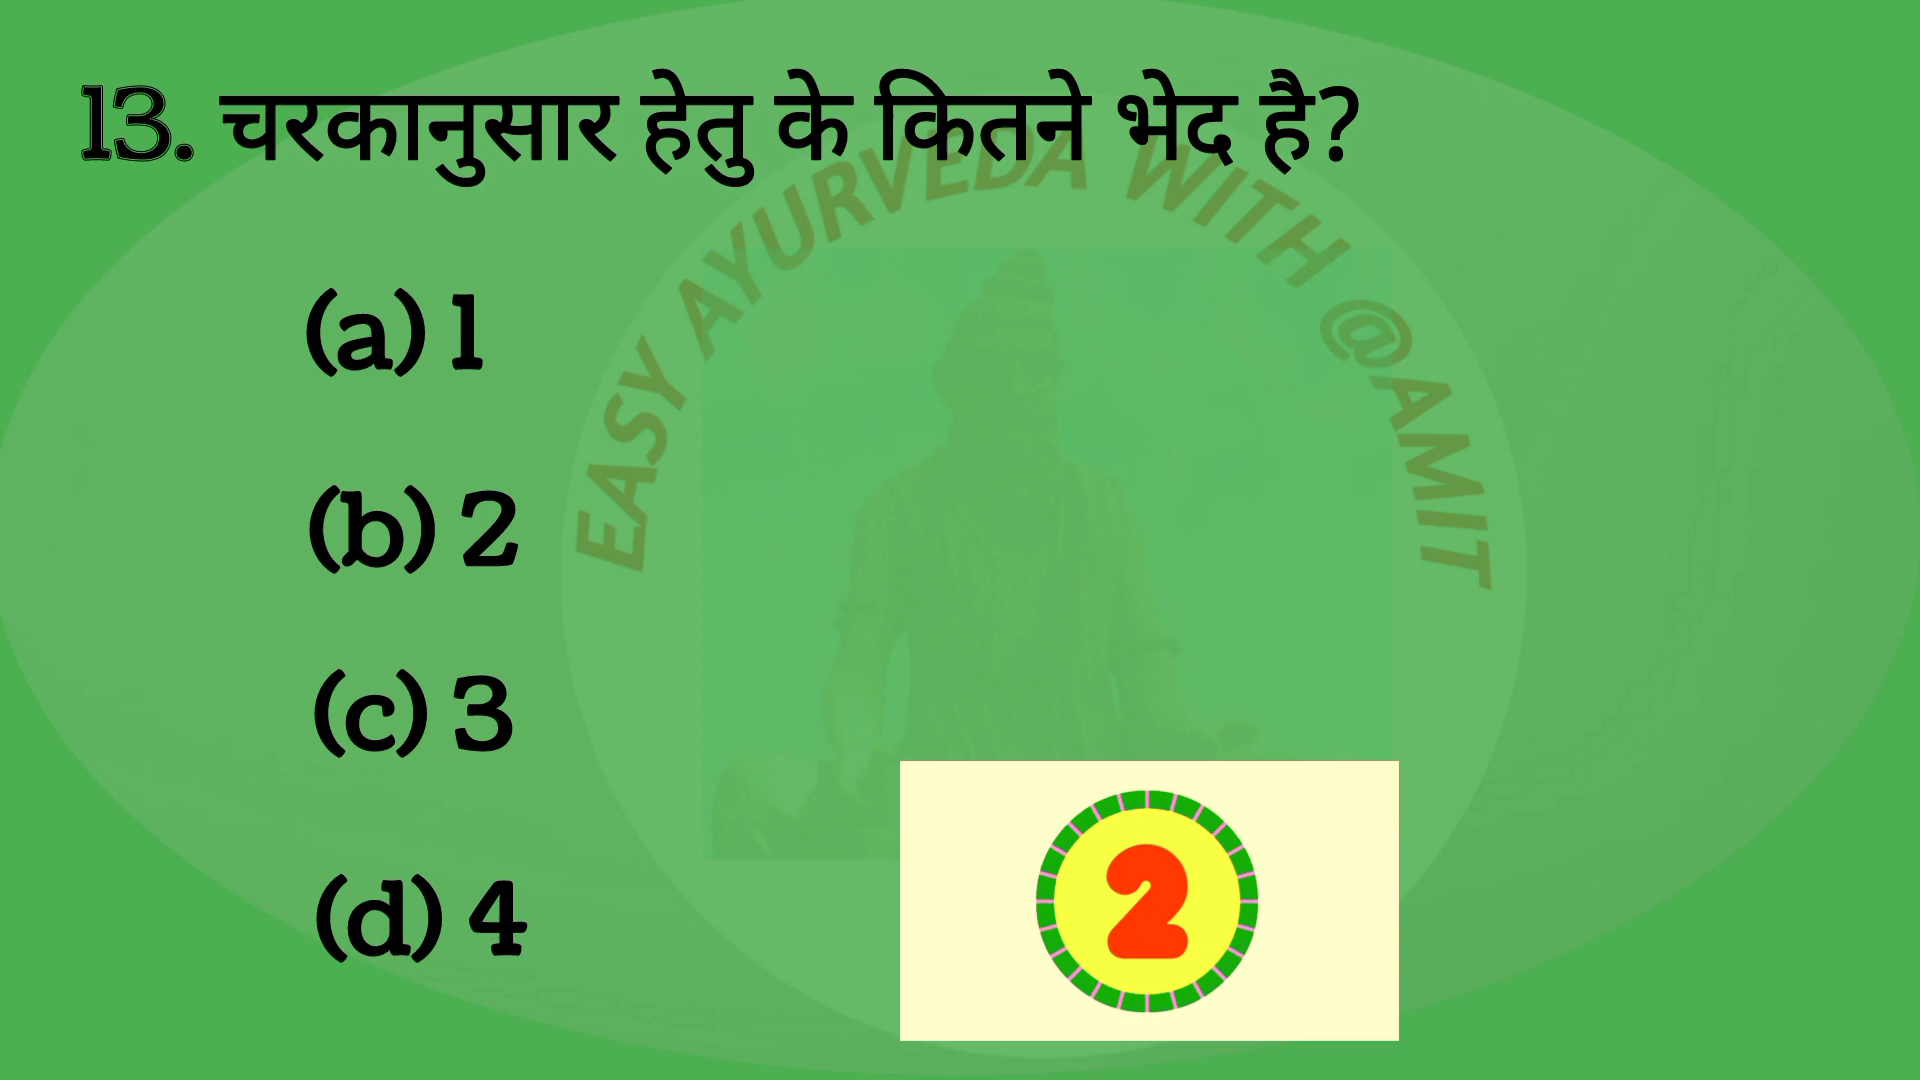 13. चरकानुसार हेतु के कितने भेद है?
EASY AYURVEDA WITH @AMIT
(a) 1
(b) 2
(c) 3
(d) 4
2